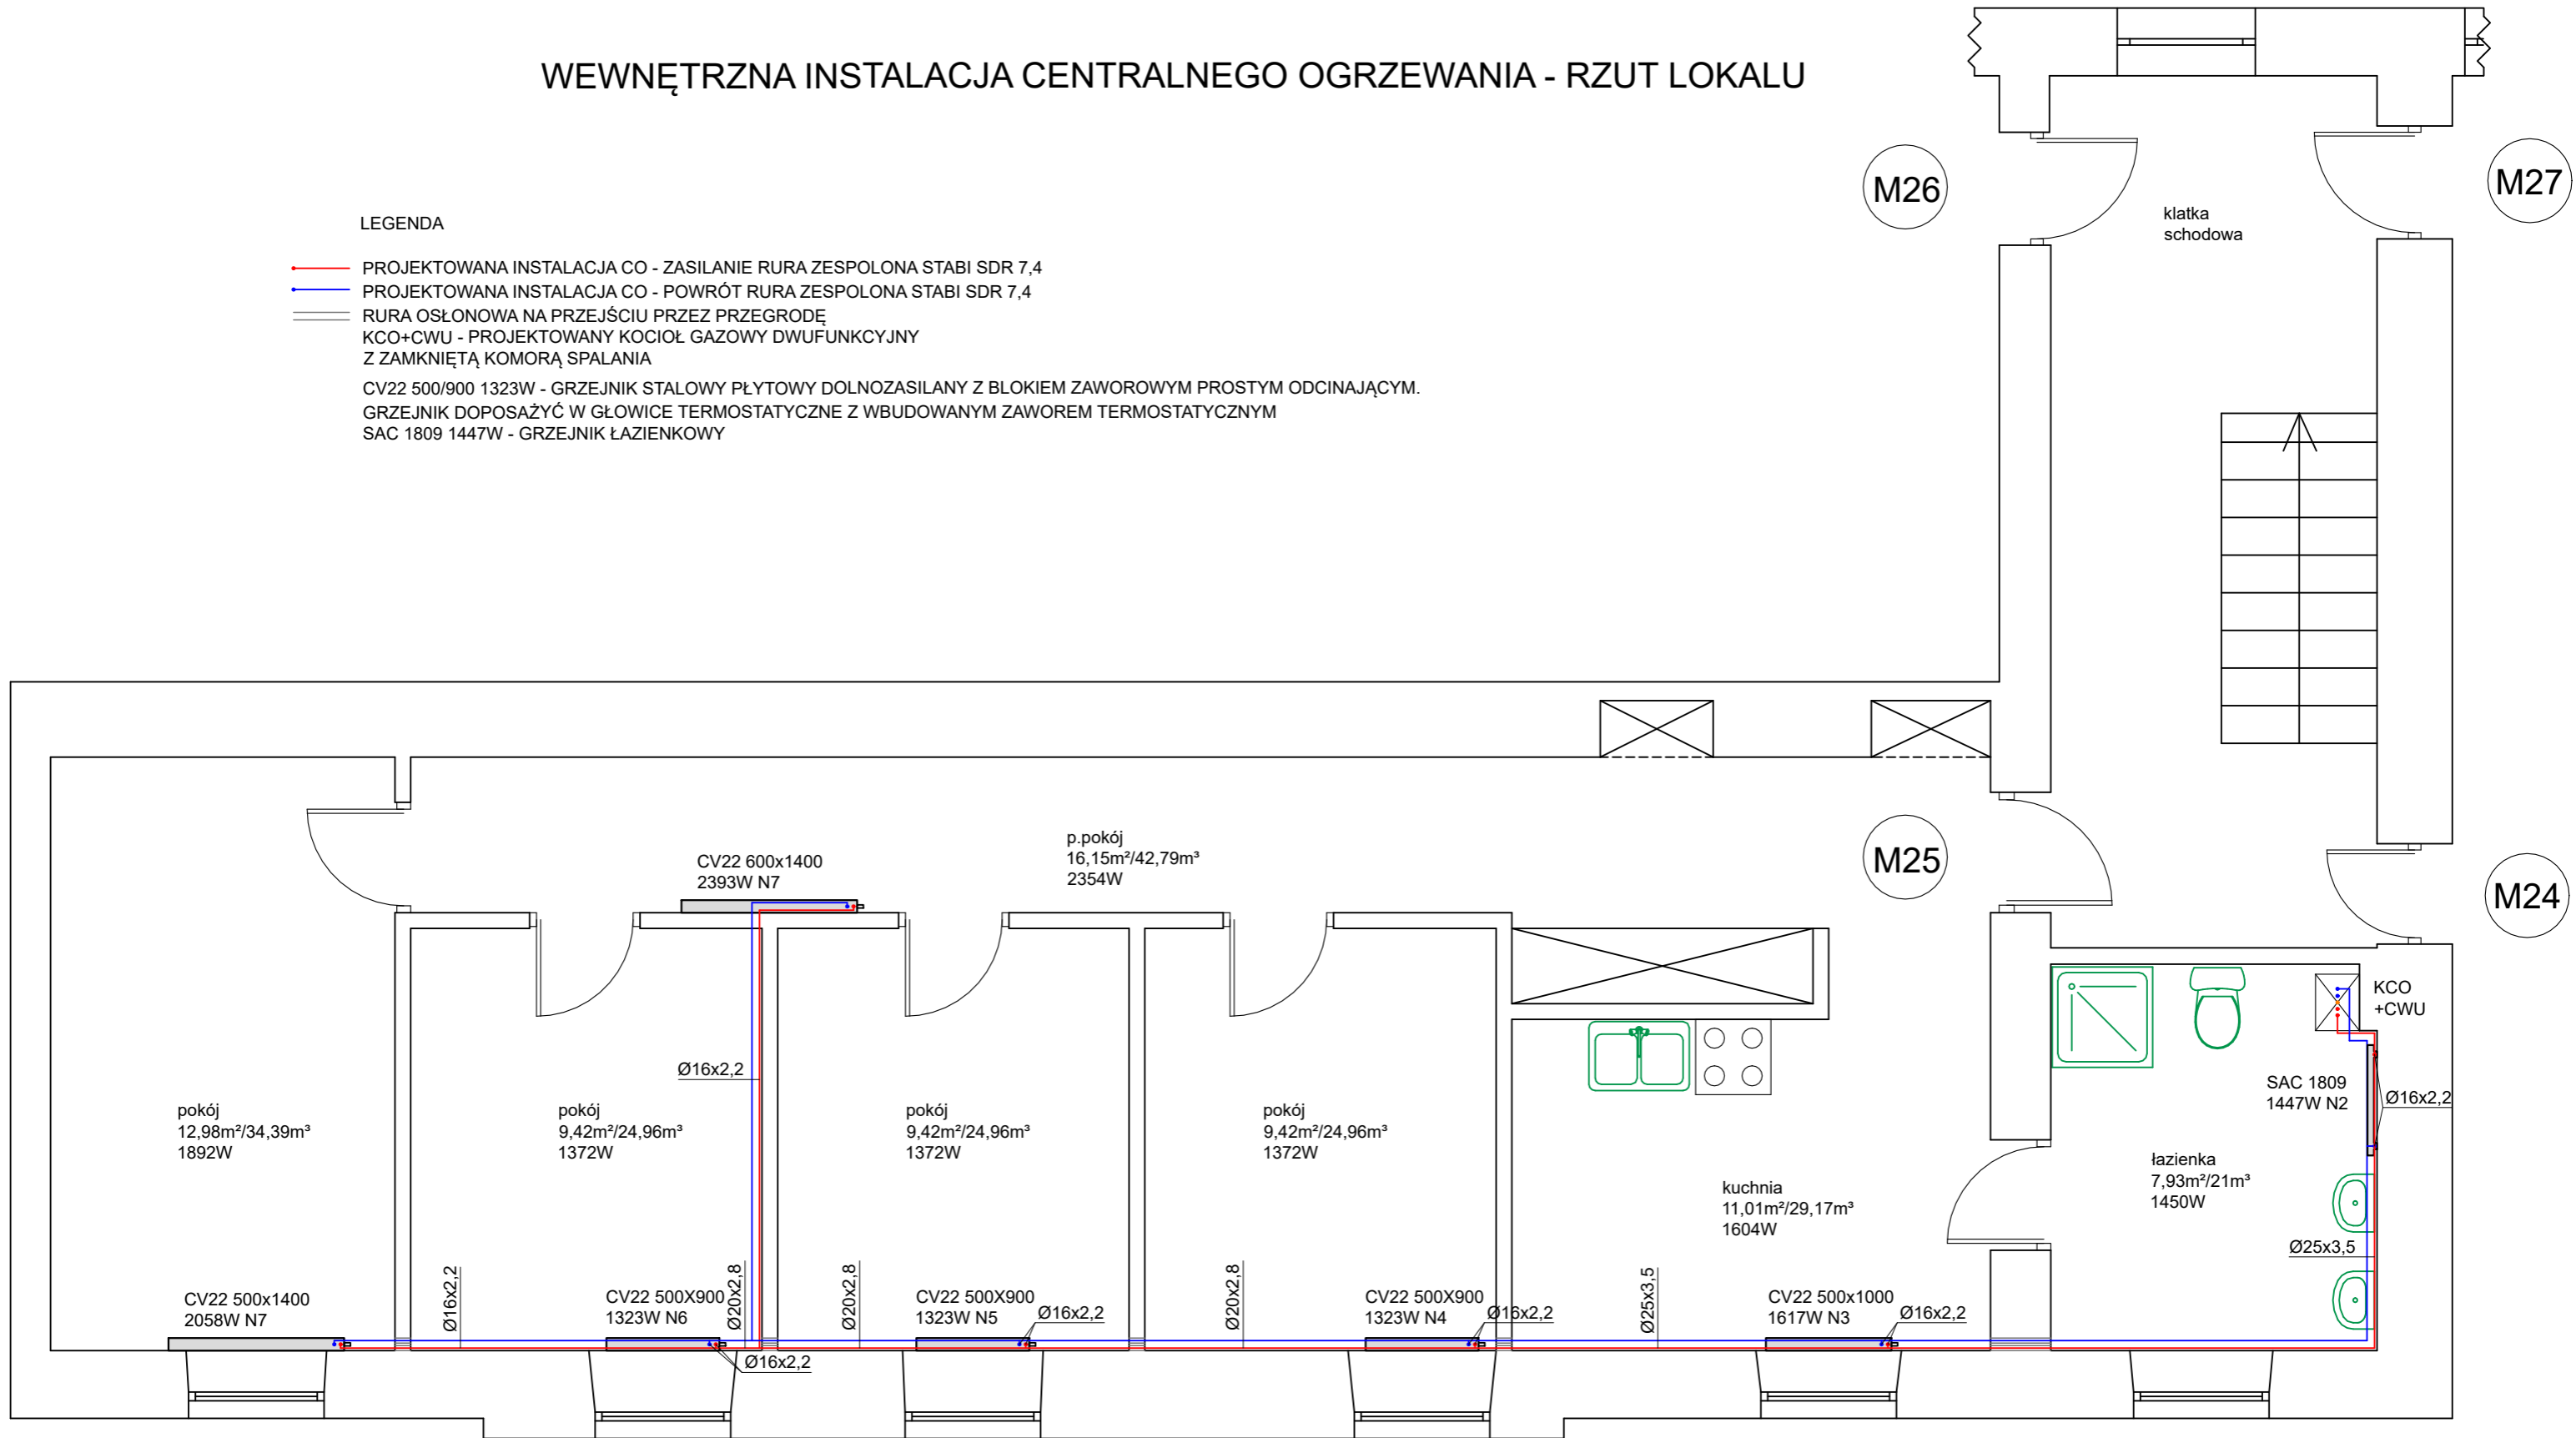 WEWNĘTRZNA INSTALACJA CENTRALNEGO OGRZEWANIA - RZUT LOKALU
M26
M27
klatka
schodowa
LEGENDA
PROJEKTOWANA INSTALACJA CO - ZASILANIE RURA ZESPOLONA STABI SDR 7,4
PROJEKTOWANA INSTALACJA CO - POWRÓT RURA ZESPOLONA STABI SDR 7,4
RURA OSŁONOWA NA PRZEJŚCIU PRZEZ PRZEGRODĘ
KCO+CWU - PROJEKTOWANY KOCIOŁ GAZOWY DWUFUNKCYJNY
Z ZAMKNIĘTĄ KOMORĄ SPALANIA
CV22 500/900 1323W - GRZEJNIK STALOWY PŁYTOWY DOLNOZASILANY Z BLOKIEM ZAWOROWYM PROSTYM ODCINAJĄCYM.
GRZEJNIK DOPOSAŻYĆ W GŁOWICE TERMOSTATYCZNE Z WBUDOWANYM ZAWOREM TERMOSTATYCZNYM
SAC 1809 1447W - GRZEJNIK ŁAZIENKOWY
CV22 600x1400
2393W N7
p.pokój
16,15m²/42,79m³
2354W
M25
M24
KCO
+CWU
Ø16x2,2
SAC 1809
1447W N2
Ø16x2,2
pokój
12,98m²/34,39m³
1892W
pokój
9,42m²/24,96m³
1372W
pokój
9,42m²/24,96m³
1372W
pokój
9,42m²/24,96m³
1372W
kuchnia
11,01m²/29,17m³
1604W
łazienka
7,93m²/21m³
1450W
Ø25x3,5
CV22 500x1400
2058W N7
Ø16x2,2
CV22 500X900
1323W N6
Ø20x2,8
Ø16x2,2
Ø20x2,8
CV22 500X900
1323W N5
Ø16x2,2
Ø20x2,8
CV22 500X900
1323W N4
Ø16x2,2
Ø25x3,5
CV22 500x1000
1617W N3
Ø16x2,2